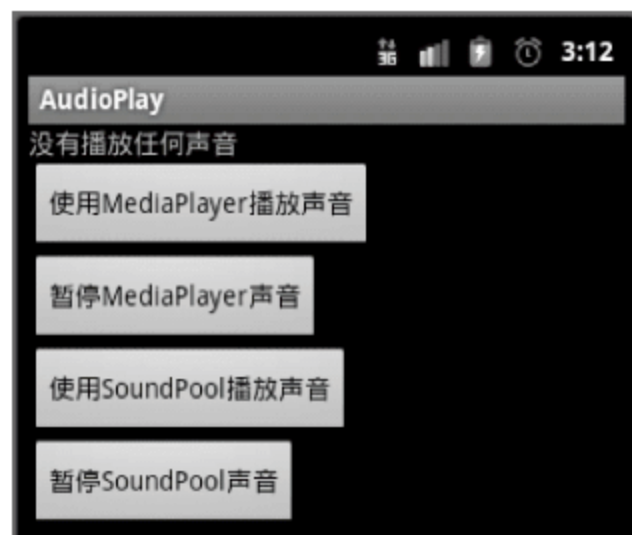 3G 3:12
AudioPlay
没有播放任何声音
使用MediaPlayer播放声音
暂停MediaPlayer声音
使用SoundPool播放声音
暂停SoundPool声音